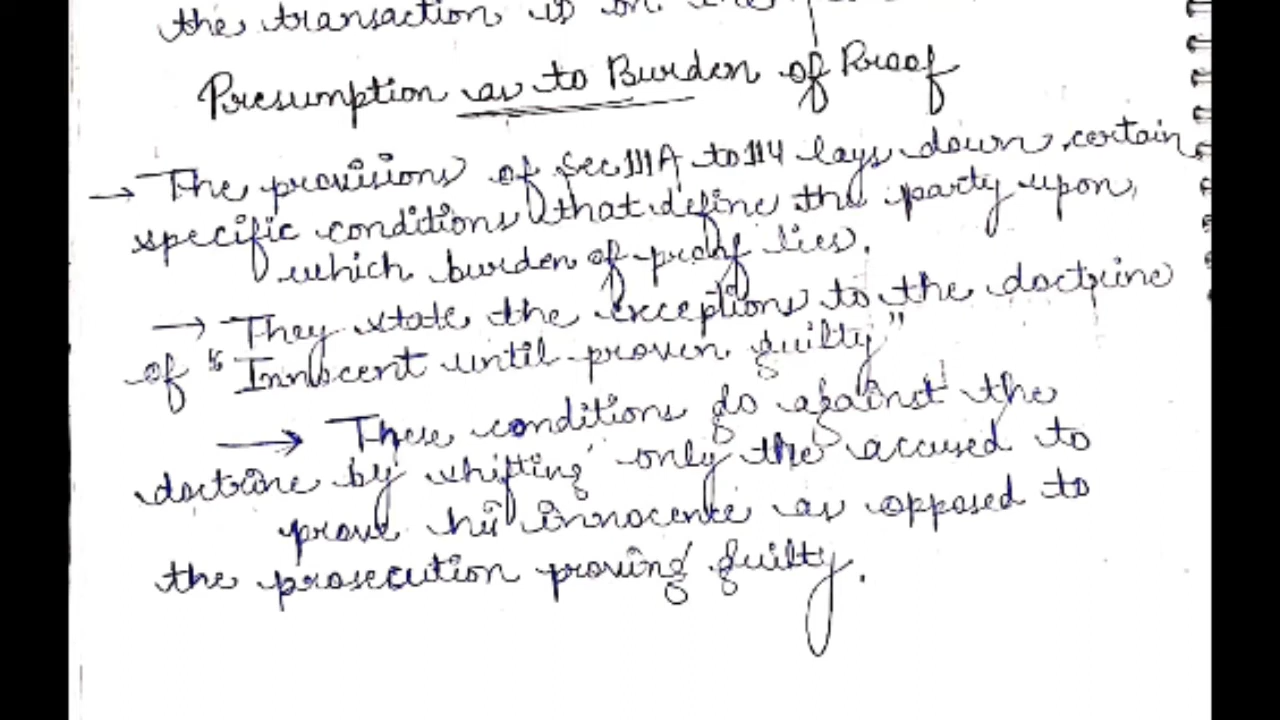 the transaction is on the
Presumption as to Burden of Proof
→ The provisions of Sec 111A to 114 lays down certain
specific conditions that define the party upon
which burden of proof lies.
→ They state the exceptions to the doctrine
of "Innocent until proven guilty"
→ These conditions go against the
doctrine by shifting only the accused to
prove his innocence as opposed to
the prosecution proving guilty.